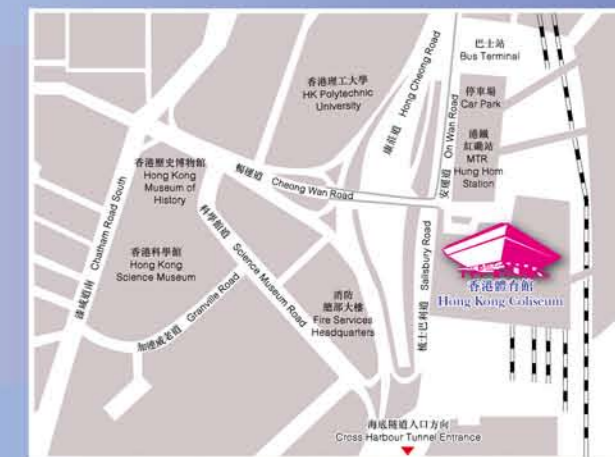 巴士站
Bus Terminal
香港理工大學
HK Polytechnic
University
康莊道 Hong Cheong Road
安運道 On Wan Road
停車場
Car Park
港鐵
紅磡站
MTR
Hung Hom
Station
香港歷史博物館
Hong Kong
Museum of
History
暢運道 Cheong Wan Road
漆咸道南 Chatham Road South
科學館道 Science Museum Road
香港科學館
Hong Kong
Science Museum
加連威老道 Granville Road
消防
總部大樓
Fire Services
Headquarters
梳士巴利道 Salisbury Road
香港體育館
Hong Kong Coliseum
海底隧道入口方向
Cross Harbour Tunnel Entrance